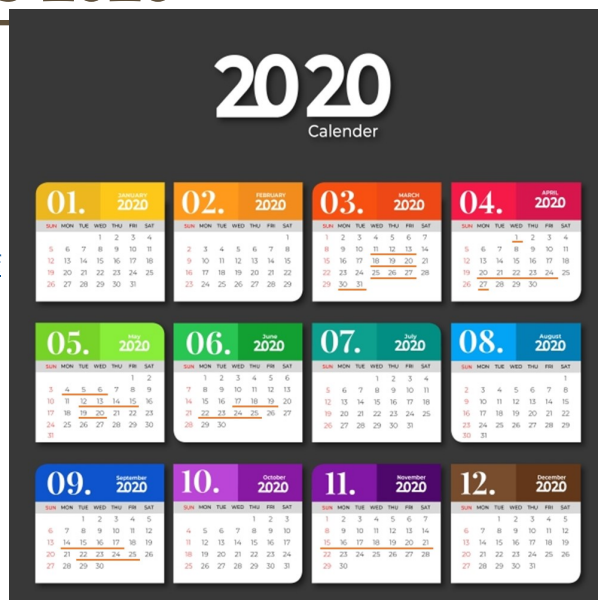 2020
Calender
01. JANUARY 2020
SUN MON TUE WED THU FRI SAT
1 2 3 4
5 6 7 8 9 10 11
12 13 14 15 16 17 18
19 20 21 22 23 24 25
26 27 28 29 30 31
02. FEBRUARY 2020
SUN MON TUE WED THU FRI SAT
1
2 3 4 5 6 7 8
9 10 11 12 13 14 15
16 17 18 19 20 21 22
23 24 25 26 27 28 29
03. MARCH 2020
SUN MON TUE WED THU FRI SAT
1 2 3 4 5 6 7
8 9 10 11 12 13 14
15 16 17 18 19 20 21
22 23 24 25 26 27 28
29 30 31
04. APRIL 2020
SUN MON TUE WED THU FRI SAT
1 2 3 4
5 6 7 8 9 10 11
12 13 14 15 16 17 18
19 20 21 22 23 24 25
26 27 28 29 30
05. May 2020
SUN MON TUE WED THU FRI SAT
1 2
3 4 5 6 7 8 9
10 11 12 13 14 15 16
17 18 19 20 21 22 23
24 25 26 27 28 29 30
31
06. June 2020
SUN MON TUE WED THU FRI SAT
1 2 3 4 5 6
7 8 9 10 11 12 13
14 15 16 17 18 19 20
21 22 23 24 25 26 27
28 29 30
07. July 2020
SUN MON TUE WED THU FRI SAT
1 2 3 4
5 6 7 8 9 10 11
12 13 14 15 16 17 18
19 20 21 22 23 24 25
08. August 2020
SUN MON TUE WED THU FRI SAT
1
2 3 4 5 6 7 8
9 10 11 12 13 14 15
16 17 18 19 20 21 22
23 24 25 26 27 28 29
30 31
09. September 2020
SUN MON TUE WED THU FRI SAT
1 2 3 4 5
6 7 8 9 10 11 12
13 14 15 16 17 18 19
20 21 22 23 24 25 26
27 28 29 30
10. October 2020
SUN MON TUE WED THU FRI SAT
1 2 3
4 5 6 7 8 9 10
11 12 13 14 15 16 17
18 19 20 21 22 23 24
25 26 27 28 29 30 31
11. November 2020
SUN MON TUE WED THU FRI SAT
1 2 3 4 5 6 7
8 9 10 11 12 13 14
15 16 17 18 19 20 21
22 23 24 25 26 27 28
29 30
12. December 2020
SUN MON TUE WED THU FRI SAT
1 2 3 4 5
6 7 8 9 10 11 12
13 14 15 16 17 18 19
20 21 22 23 24 25 26
27 28 29 30 31